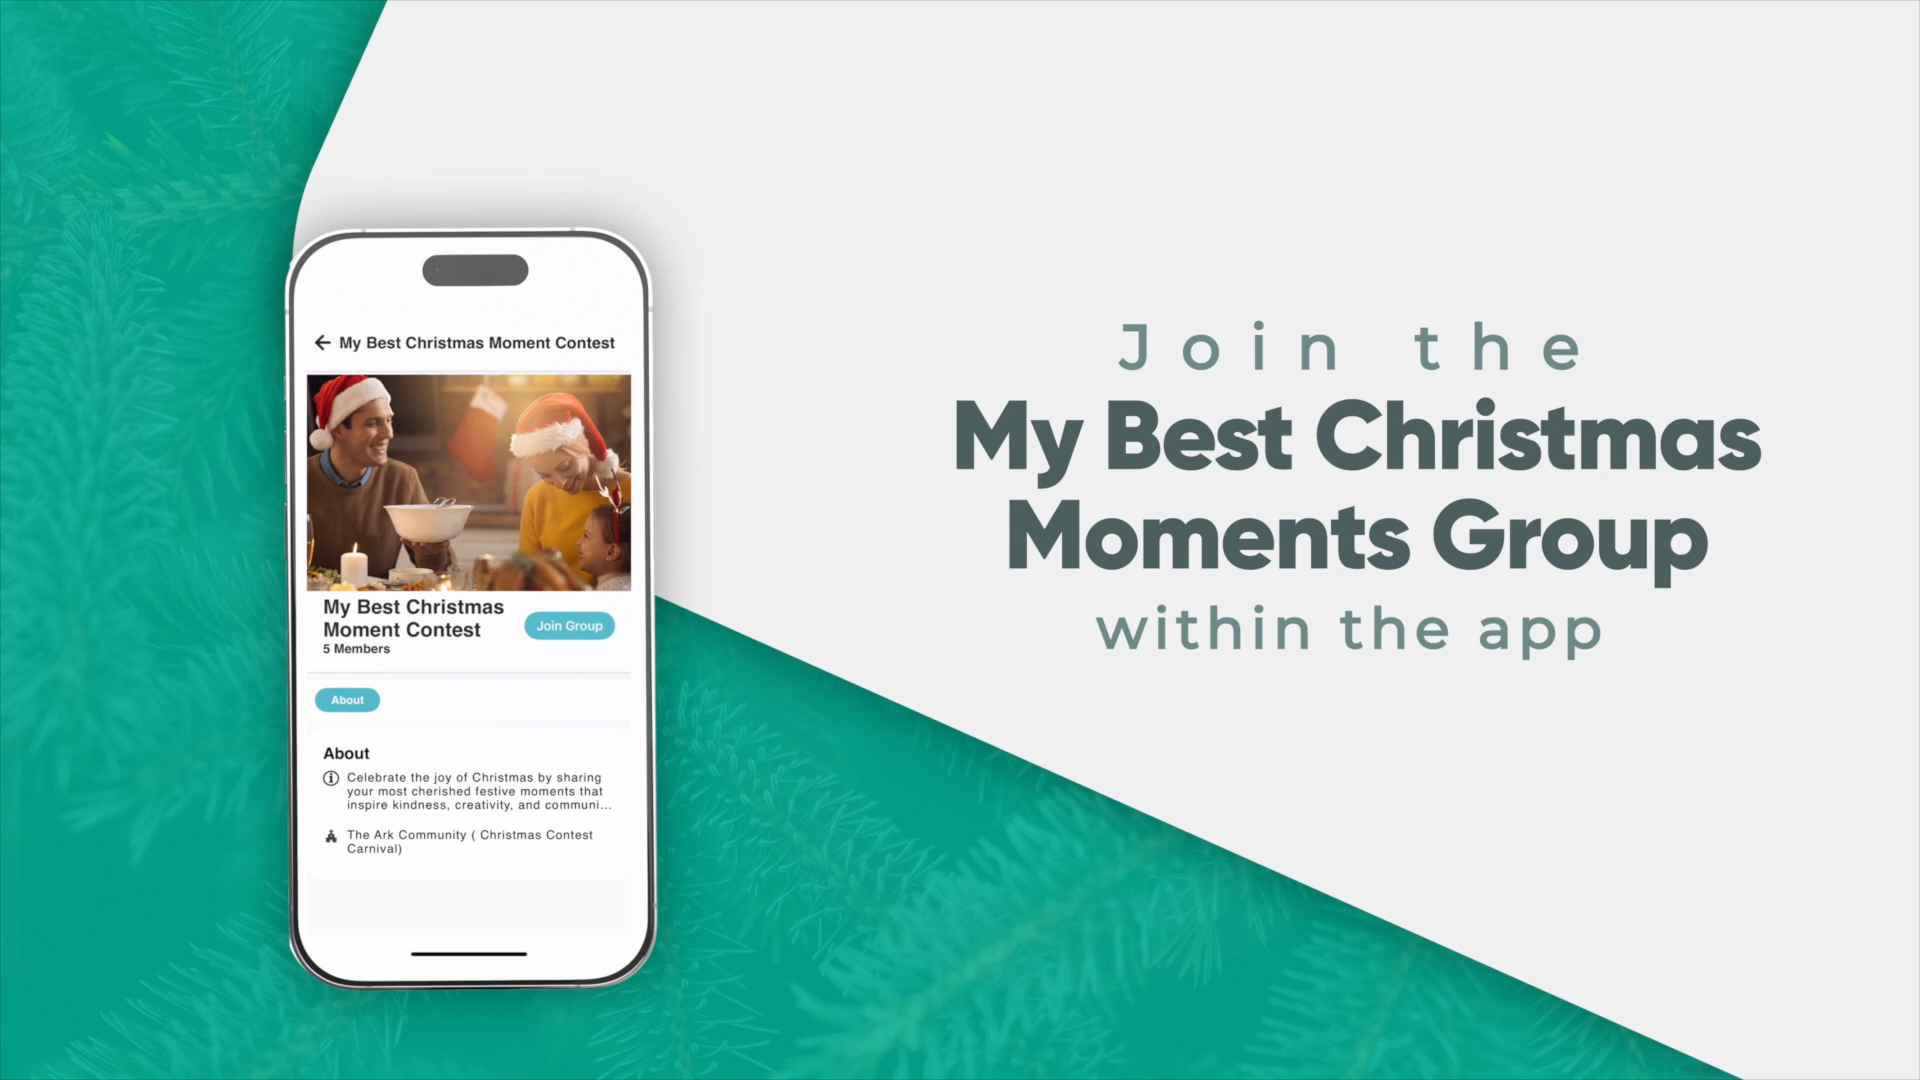 My Best Christmas Moment Contest
My Best Christmas
Moment Contest
Join Group
5 Members
About
About
Celebrate the joy of Christmas by sharing
your most cherished festive moments that
inspire kindness, creativity, and communi...
The Ark Community ( Christmas Contest
Carnival)
Join the
My Best Christmas
Moments Group
within the app